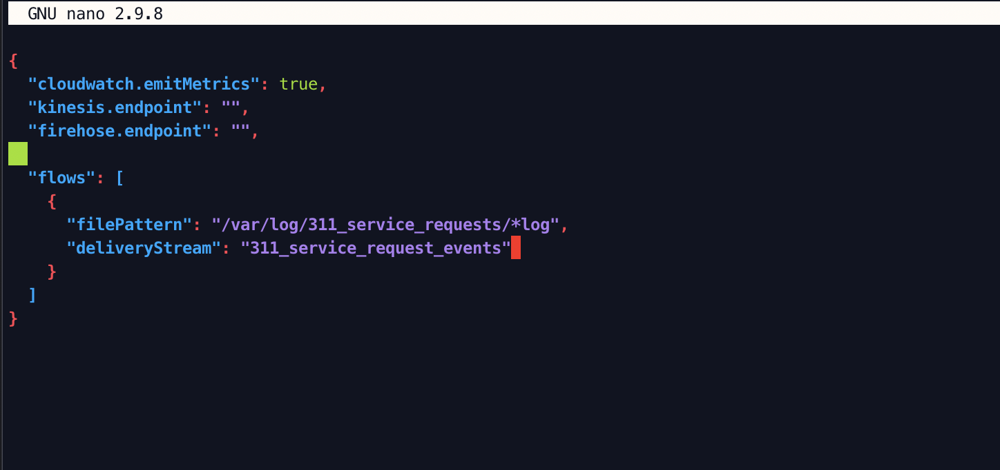 GNU nano 2.9.8
{
  "cloudwatch.emitMetrics": true,
  "kinesis.endpoint": "",
  "firehose.endpoint": "",
  "flows": [
    {
      "filePattern": "/var/log/311_service_requests/*log",
      "deliveryStream": "311_service_request_events"
    }
  ]
}